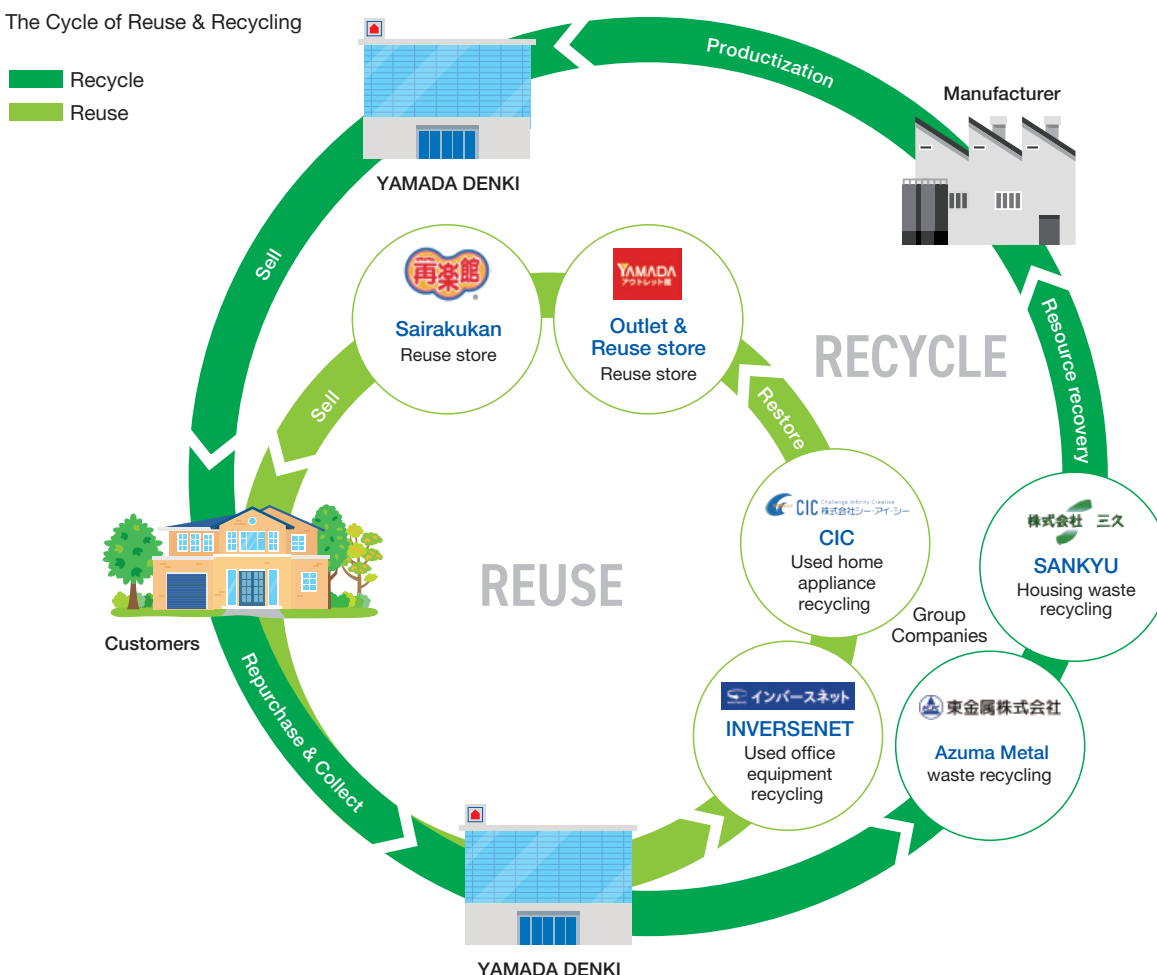 The Cycle of Reuse & Recycling
Recycle
Reuse
Productization
Manufacturer
YAMADA DENKI
Sell
再楽館
®
Sairakukan
Reuse store
YAMADA
アウトレット館
Outlet &
Reuse store
Reuse store
RECYCLE
Resource recovery
Sell
Restore
CIC
Challenge Infinity Creative
株式会社シー・アイ・シー
CIC
Used home
appliance
recycling
株式会社 三久
SANKYU
Housing waste
recycling
REUSE
Group
Companies
Customers
Repurchase & Collect
インバースネット
INVERSENET
Used office
equipment
recycling
東金属株式会社
Azuma Metal
waste recycling
YAMADA DENKI